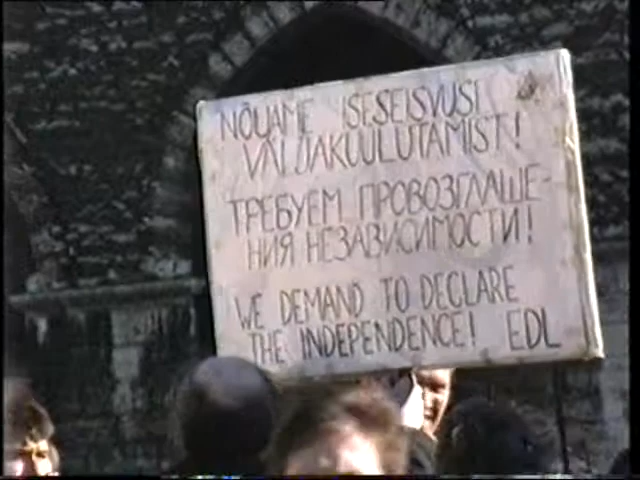 NÕUAME ISESEISVUSE
VÄLJAKUULUTAMIST!
ТРЕБУЕМ ПРОВОЗГЛАШЕ-
НИЯ НЕЗАВИСИМОСТИ!
WE DEMAND TO DECLARE
THE INDEPENDENCE! EDL